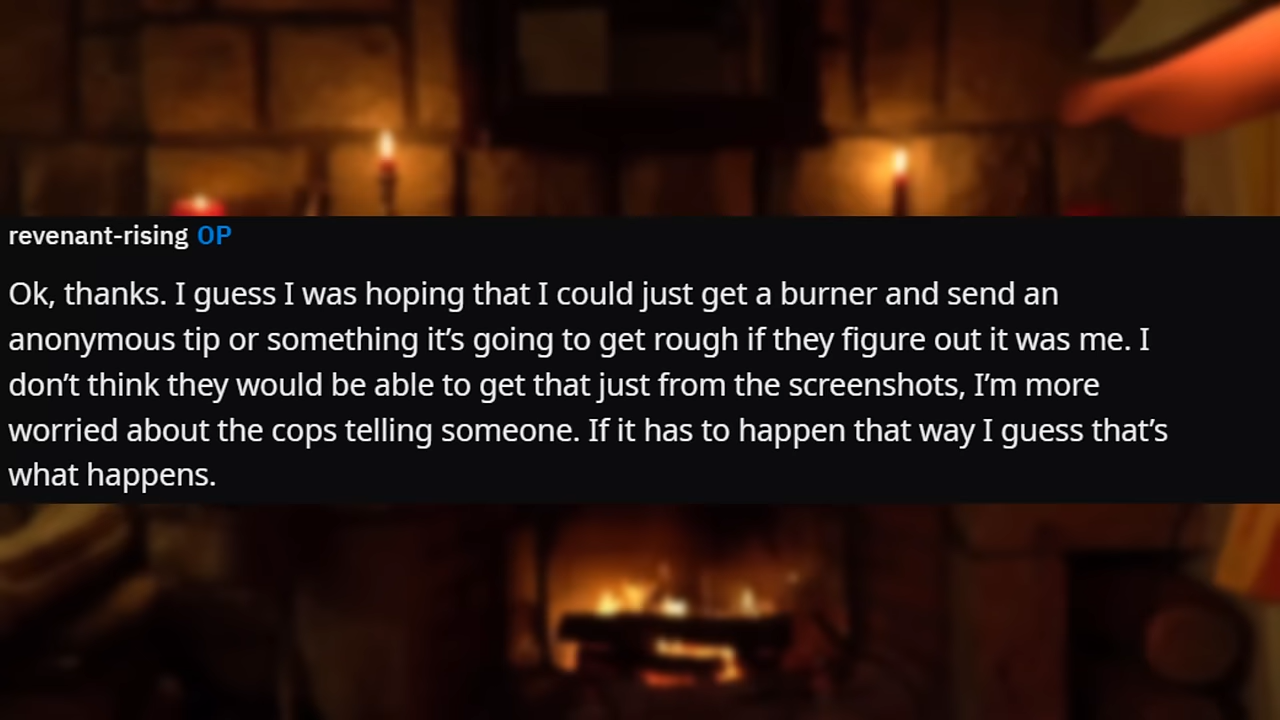 revenant-rising OP
Ok, thanks. I guess I was hoping that I could just get a burner and send an
anonymous tip or something it’s going to get rough if they figure out it was me. I
don’t think they would be able to get that just from the screenshots, I’m more
worried about the cops telling someone. If it has to happen that way I guess that’s
what happens.